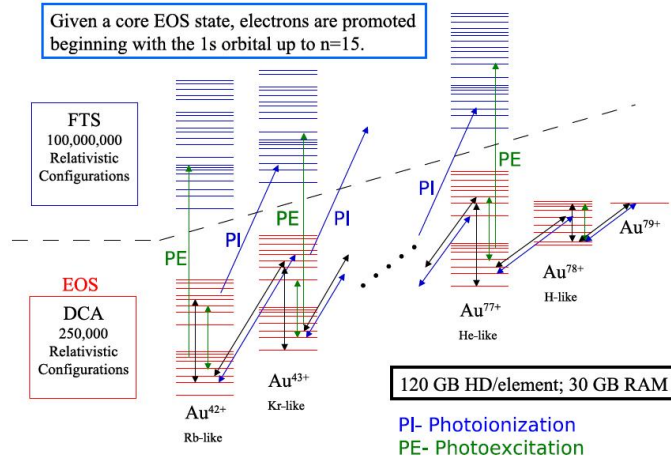 Given a core EOS state, electrons are promoted
beginning with the 1s orbital up to n=15.
FTS
100,000,000
Relativistic
Configurations
PE
PI
PE
PI
PI
PE
EOS
DCA
250,000
Relativistic
Configurations
Au42+
Rb-like
Au43+
Kr-like
Au77+
He-like
Au78+
H-like
Au79+
120 GB HD/element; 30 GB RAM
PI- Photoionization
PE- Photoexcitation